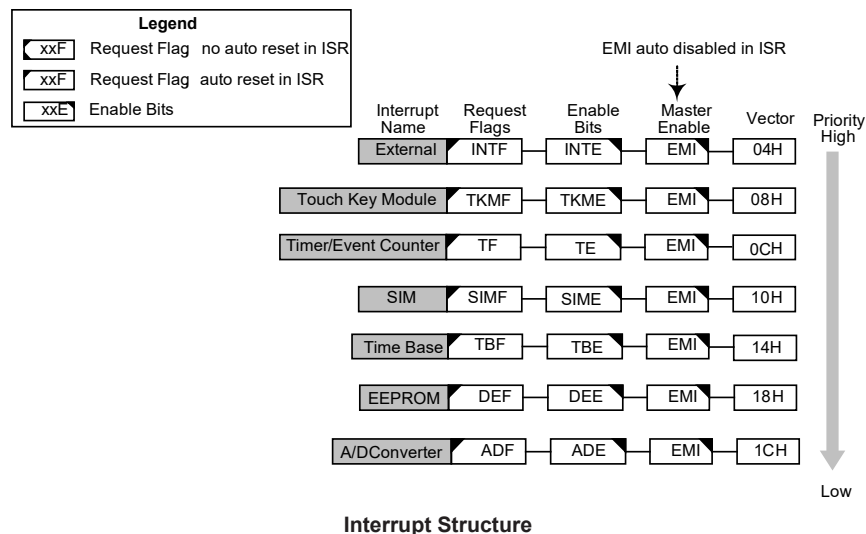 Legend
xxF Request Flag no auto reset in ISR
xxF Request Flag auto reset in ISR
xxE Enable Bits
EMI auto disabled in ISR
Interrupt Name Request Flags Enable Bits Master Enable Vector Priority High
External INTF INTE EMI 04H
Touch Key Module TKMF TKME EMI 08H
Timer/Event Counter TF TE EMI 0CH
SIM SIMF SIME EMI 10H
Time Base TBF TBE EMI 14H
EEPROM DEF DEE EMI 18H
A/DConverter ADF ADE EMI 1CH
Low
Interrupt Structure